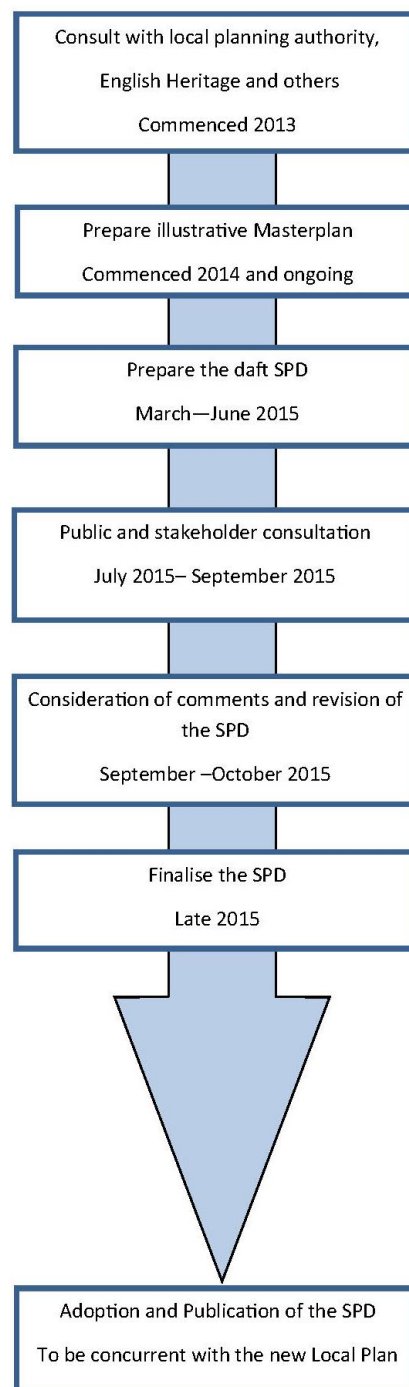 Consult with local planning authority,
English Heritage and others
Commenced 2013
Prepare illustrative Masterplan
Commenced 2014 and ongoing
Prepare the daft SPD
March—June 2015
Public and stakeholder consultation
July 2015– September 2015
Consideration of comments and revision of
the SPD
September –October 2015
Finalise the SPD
Late 2015
Adoption and Publication of the SPD
To be concurrent with the new Local Plan